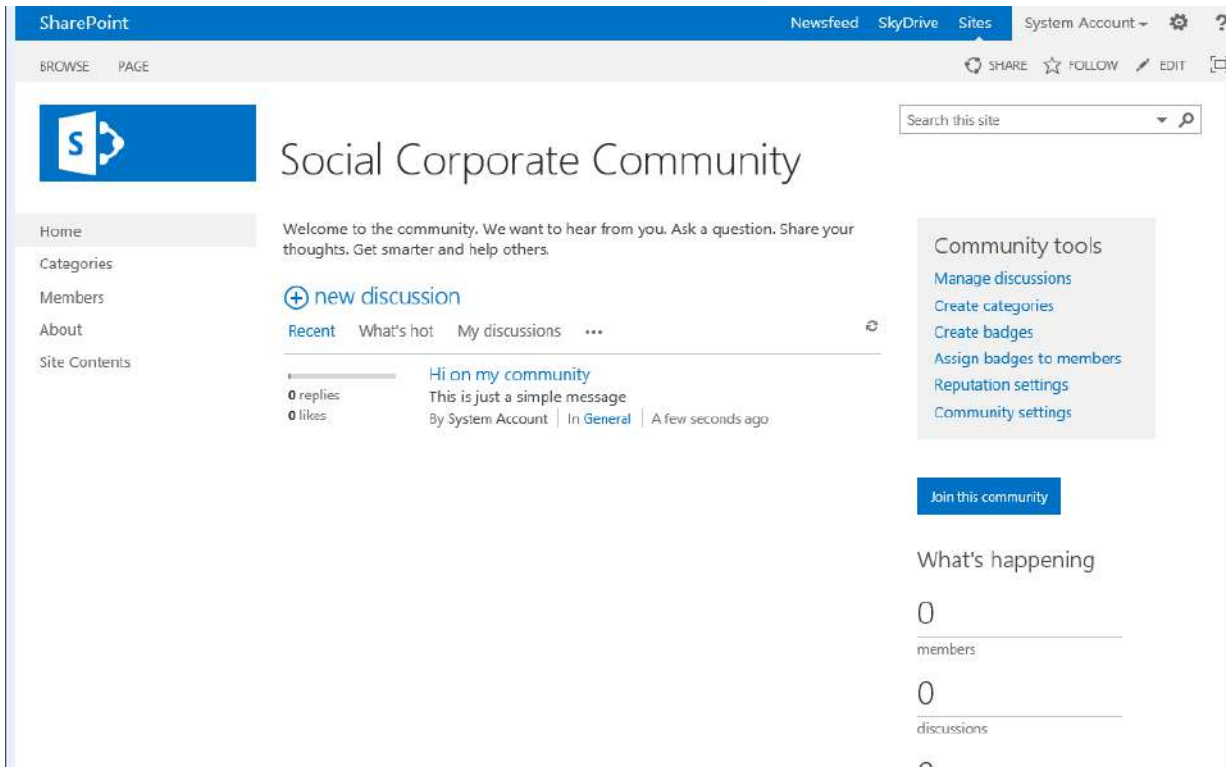 SharePoint
Newsfeed SkyDrive Sites System Account ?
BROWSE PAGE
SHARE FOLLOW EDIT
S
Search this site
Social Corporate Community
Home
Categories
Members
About
Site Contents
Welcome to the community. We want to hear from you. Ask a question. Share your
thoughts. Get smarter and help others.
new discussion
Recent What's hot My discussions •••
0 replies
0 likes
Hi on my community
This is just a simple message
By System Account | In General | A few seconds ago
Community tools
Manage discussions
Create categories
Create badges
Assign badges to members
Reputation settings
Community settings
Join this community
What's happening
0
members
0
discussions